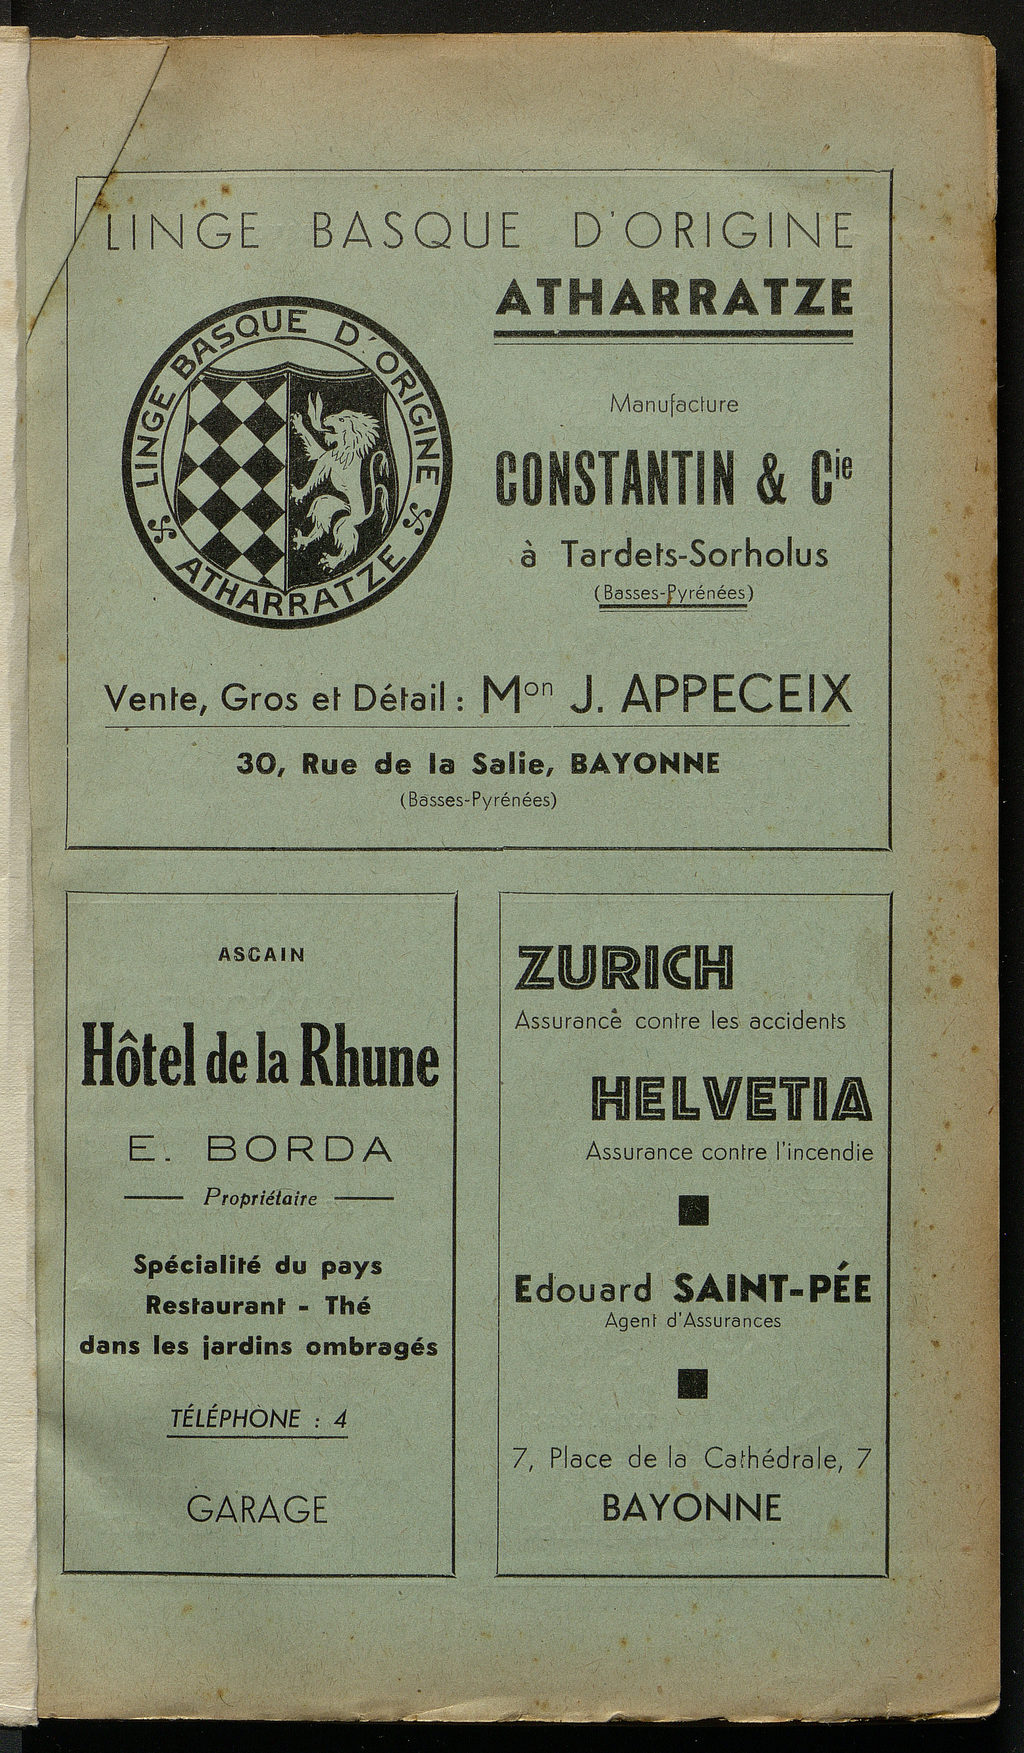 LINGE BASQUE D'ORIGINE
ATHARRATZE
LINGE BASQUE D'ORIGINE
ATHARRATZE
Manufacture
CONSTANTIN & Cie
à Tardets-Sorholus
(Basses-Pyrénées)
Vente, Gros et Détail : Mon J. APPECEIX
30, Rue de la Salie, BAYONNE
(Basses-Pyrénées)
ASCAIN
Hôtel de la Rhune
E. BORDA
Propriétaire
Spécialité du pays
Restaurant - Thé
dans les jardins ombragés
TÉLÉPHONE : 4
GARAGE
ZURICH
Assurance contre les accidents
HELVETIA
Assurance contre l'incendie
Edouard SAINT-PÉE
Agent d'Assurances
7, Place de la Cathédrale, 7
BAYONNE